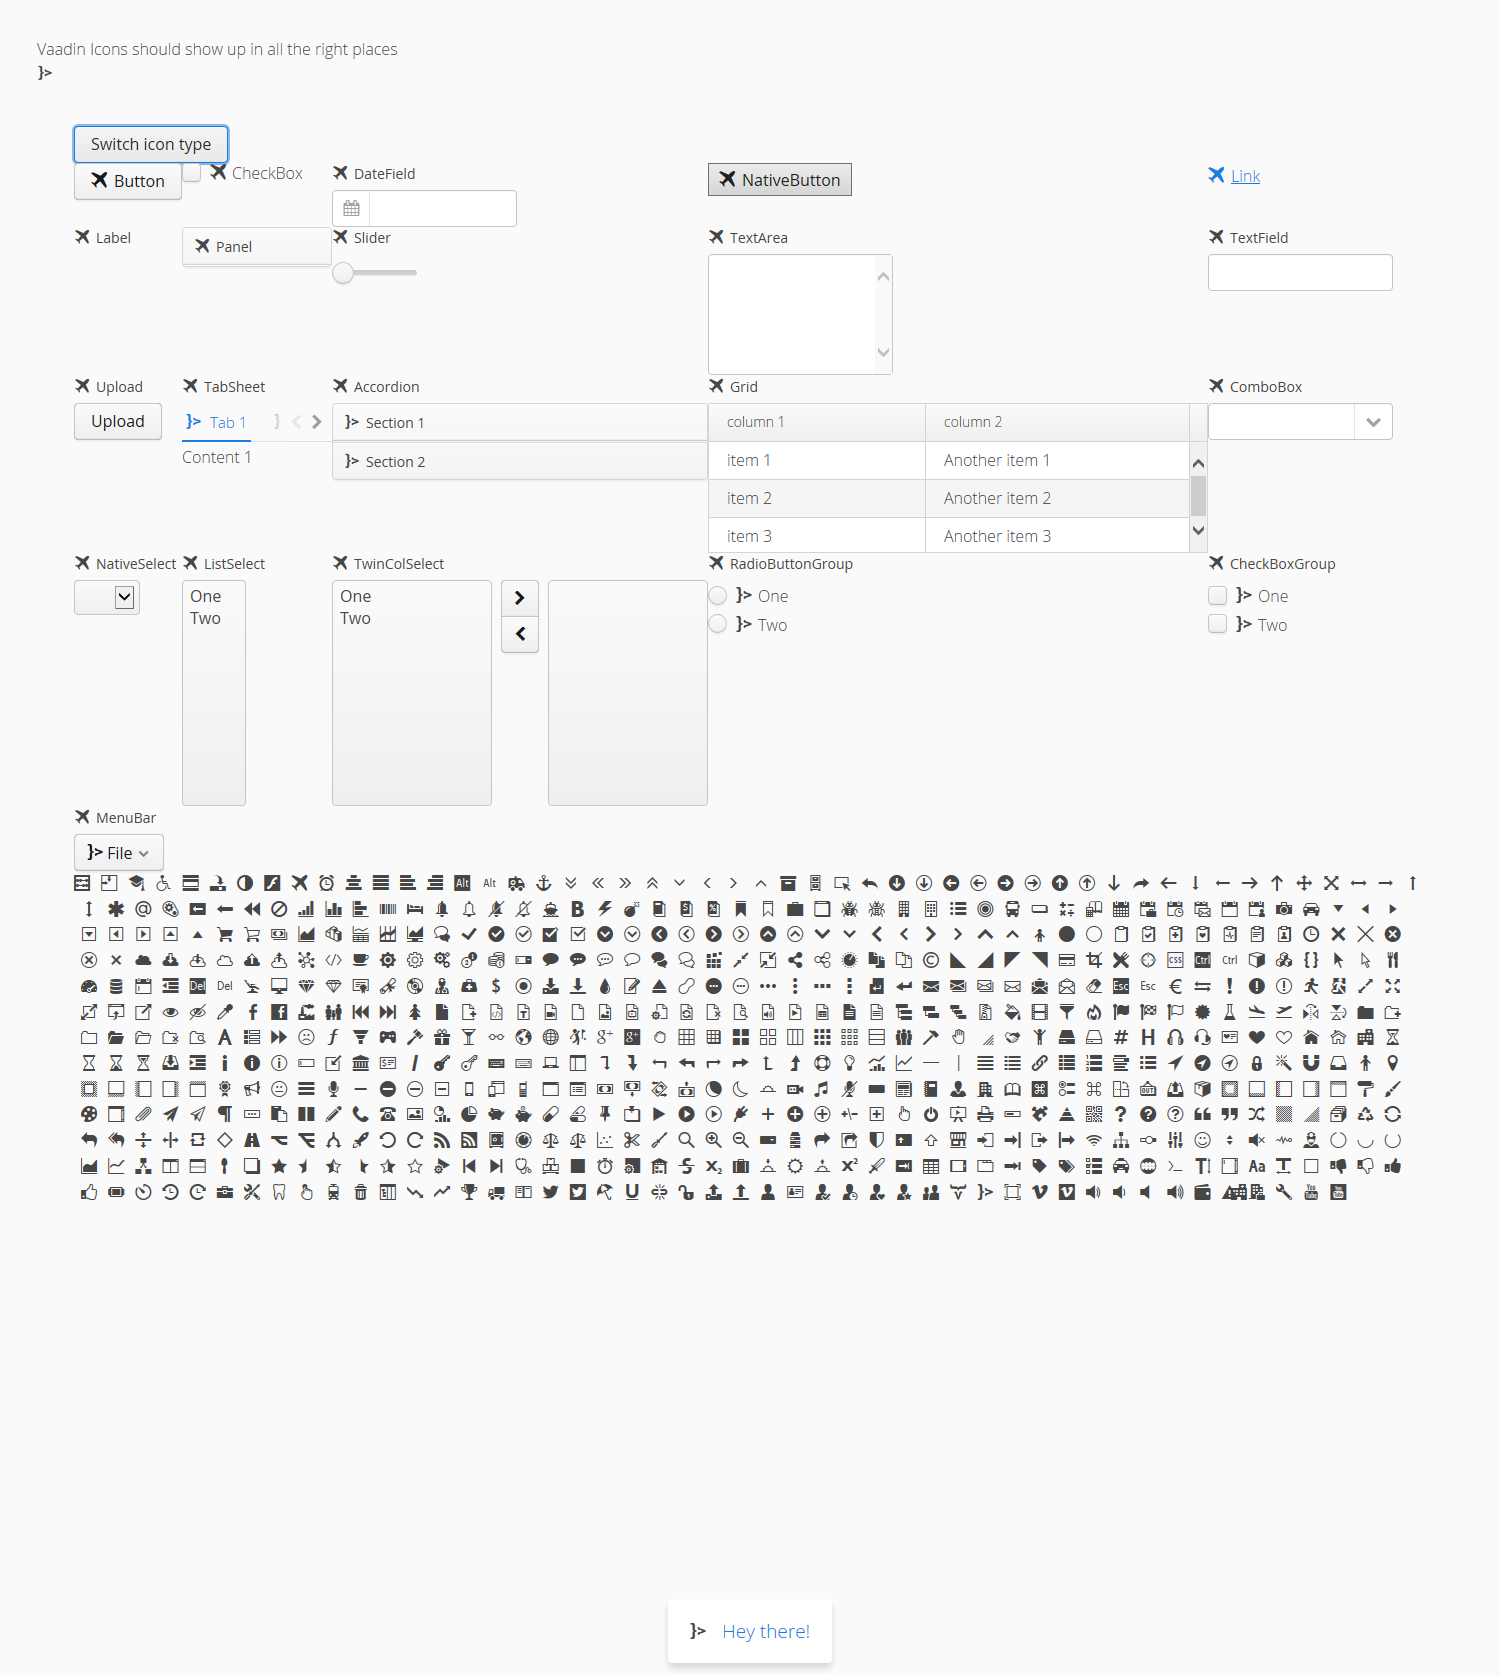 Vaadin Icons should show up in all the right places
}>
Switch icon type
Button
CheckBox
DateField
NativeButton
Link
Label
Panel
Slider
TextArea
TextField
Upload
TabSheet
Accordion
Grid
ComboBox
Upload
}> Tab 1
}> Section 1
column 1
column 2
Content 1
}> Section 2
item 1
Another item 1
item 2
Another item 2
item 3
Another item 3
NativeSelect
ListSelect
TwinColSelect
RadioButtonGroup
CheckBoxGroup
One
Two
One
Two
}> One
}> Two
}> One
}> Two
MenuBar
}> File
Alt
Alt
Ctrl
Ctrl
Del
Del
Esc
Esc
Aa
}> Hey there!